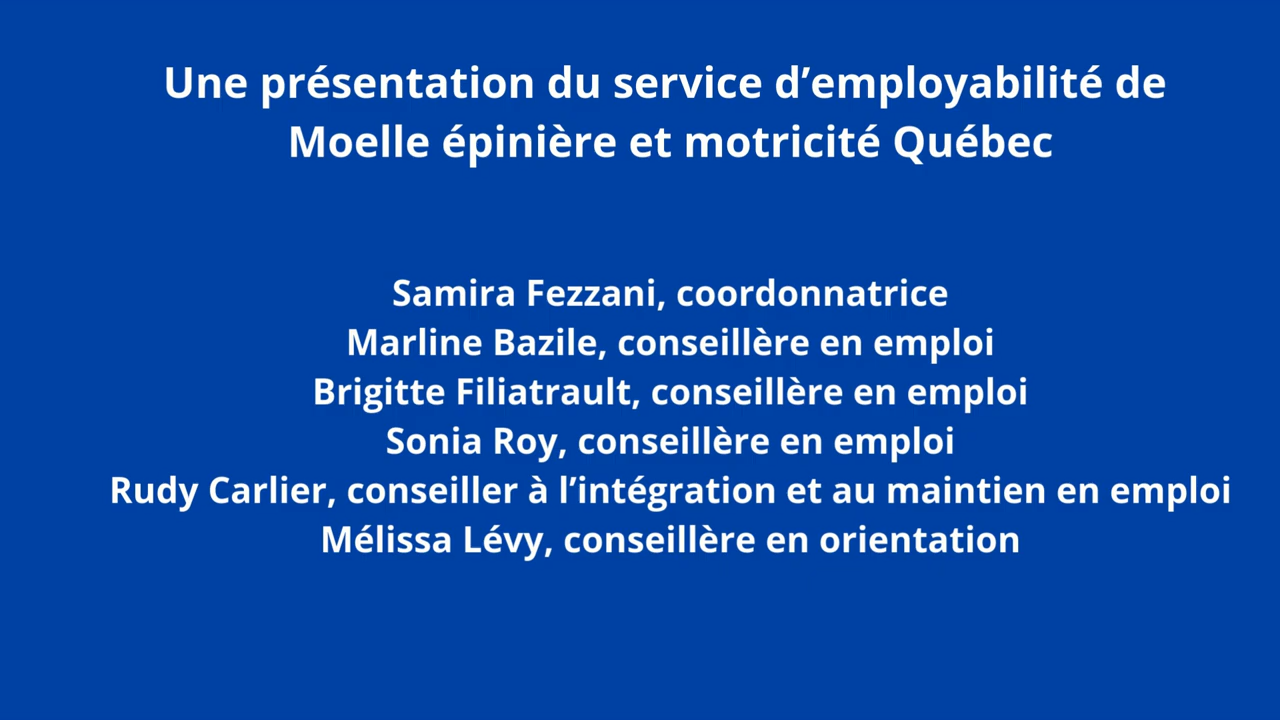 Une présentation du service d’employabilité de
Moelle épinière et motricité Québec
Samira Fezzani, coordonnatrice
Marline Bazile, conseillère en emploi
Brigitte Filiatrault, conseillère en emploi
Sonia Roy, conseillère en emploi
Rudy Carlier, conseiller à l’intégration et au maintien en emploi
Mélissa Lévy, conseillère en orientation